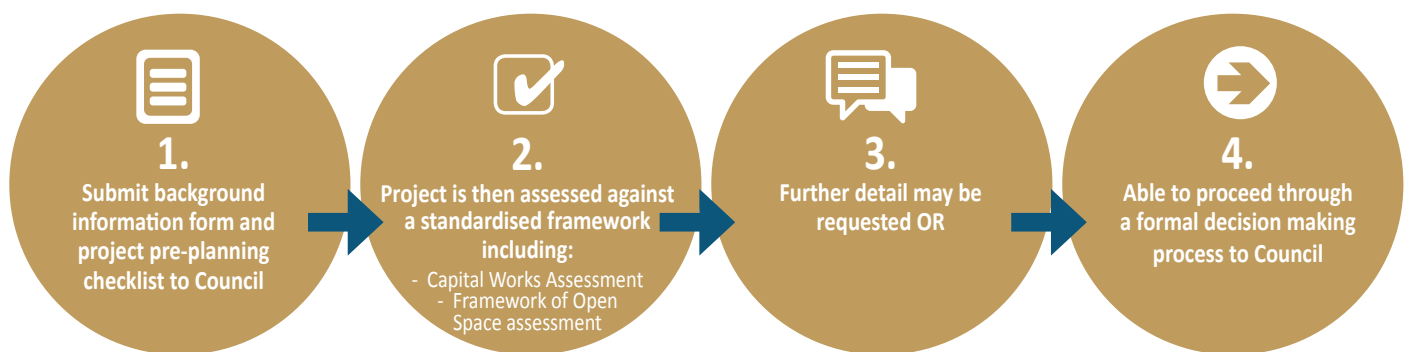 1.
Submit background
information form and
project pre-planning
checklist to Council
2.
Project is then assessed against
a standardised framework
including:
- Capital Works Assessment
- Framework of Open
Space assessment
3.
Further detail may be
requested OR
4.
Able to proceed through
a formal decision making
process to Council